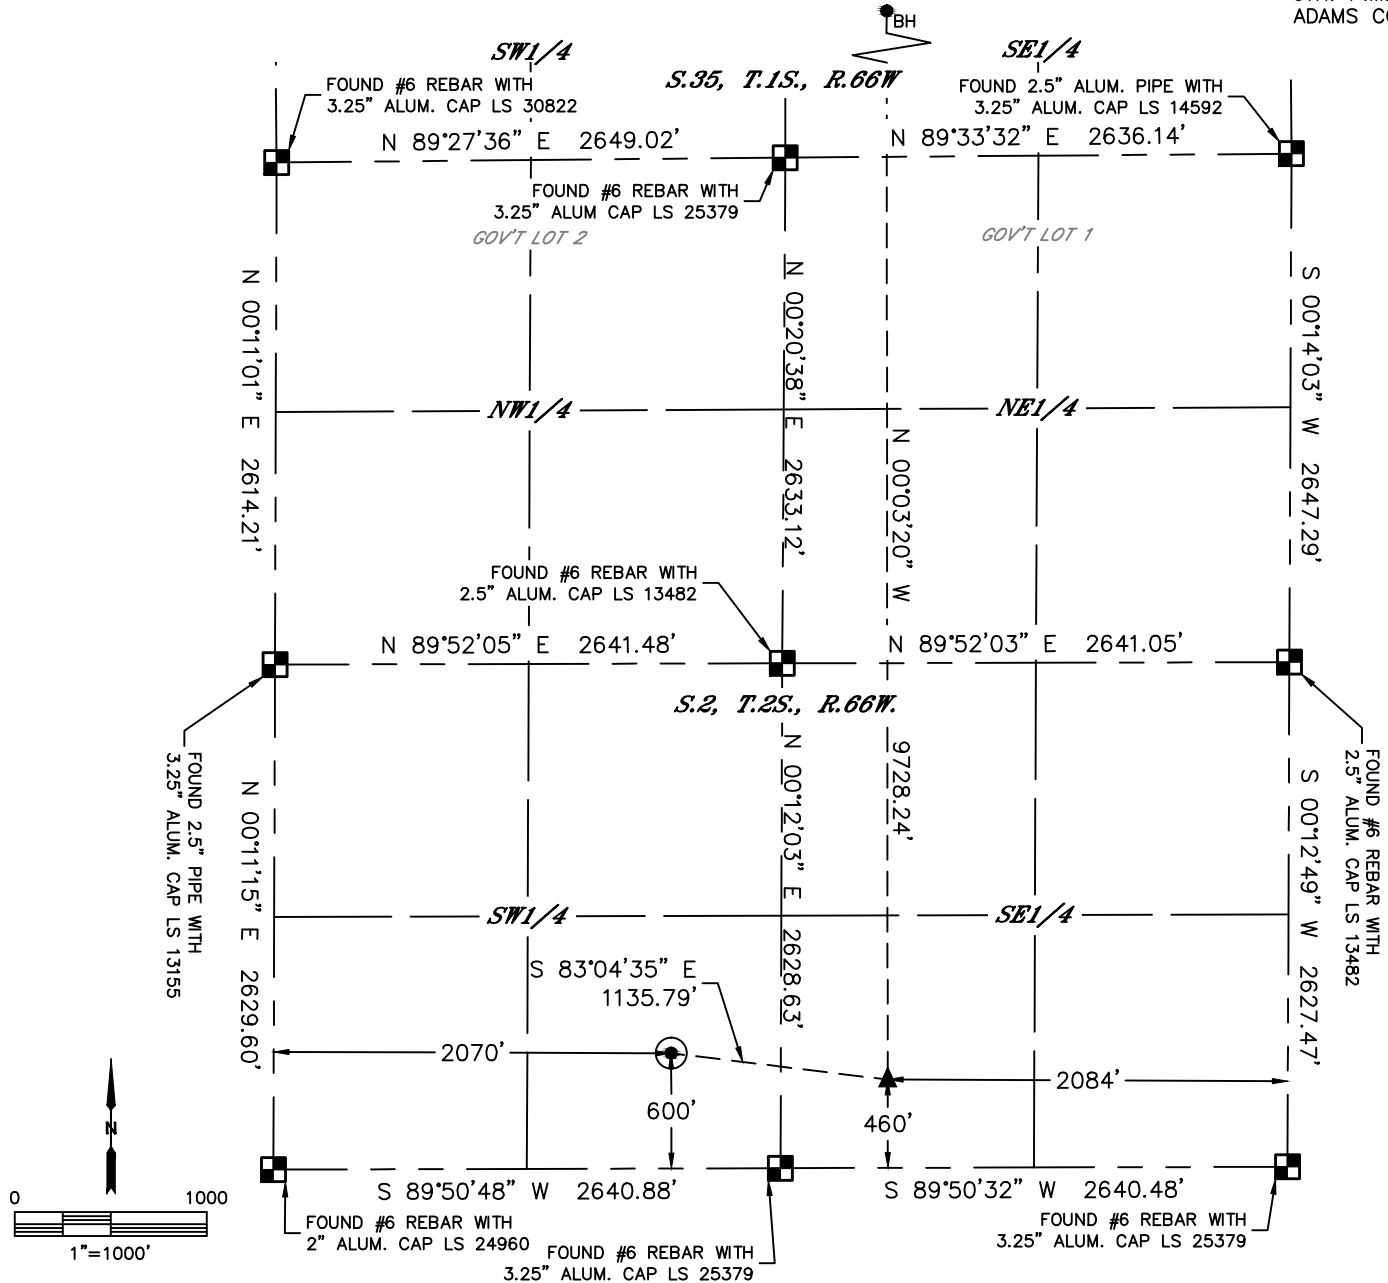 ADAMS
BH
SW1/4
SE1/4
S.35, T.1S., R.66W
FOUND #6 REBAR WITH
3.25" ALUM. CAP LS 30822
FOUND 2.5" ALUM. PIPE WITH
3.25" ALUM. CAP LS 14592
N 89°27'36" E 2649.02'
N 89°33'32" E 2636.14'
FOUND #6 REBAR WITH
3.25" ALUM CAP LS 25379
GOV'T LOT 2
GOV'T LOT 1
N 00°11'01" E 2614.21'
N 00°20'38" E 2633.12'
N 00°03'20" W 9728.24'
S 00°14'03" W 2647.29'
NW1/4
NE1/4
FOUND #6 REBAR WITH
2.5" ALUM. CAP LS 13482
N 89°52'05" E 2641.48'
N 89°52'03" E 2641.05'
S.2, T.2S., R.66W.
FOUND 2.5" PIPE WITH
3.25" ALUM. CAP LS 13155
N 00°11'15" E 2629.60'
N 00°12'03" E 2628.63'
S 00°12'49" W 2627.47'
FOUND #6 REBAR WITH
2.5" ALUM. CAP LS 13482
SW1/4
SE1/4
S 83°04'35" E
1135.79'
2070'
2084'
600'
460'
N
0 1000
1"=1000'
S 89°50'48" W 2640.88'
S 89°50'32" W 2640.48'
FOUND #6 REBAR WITH
2" ALUM. CAP LS 24960
FOUND #6 REBAR WITH
3.25" ALUM. CAP LS 25379
FOUND #6 REBAR WITH
3.25" ALUM. CAP LS 25379